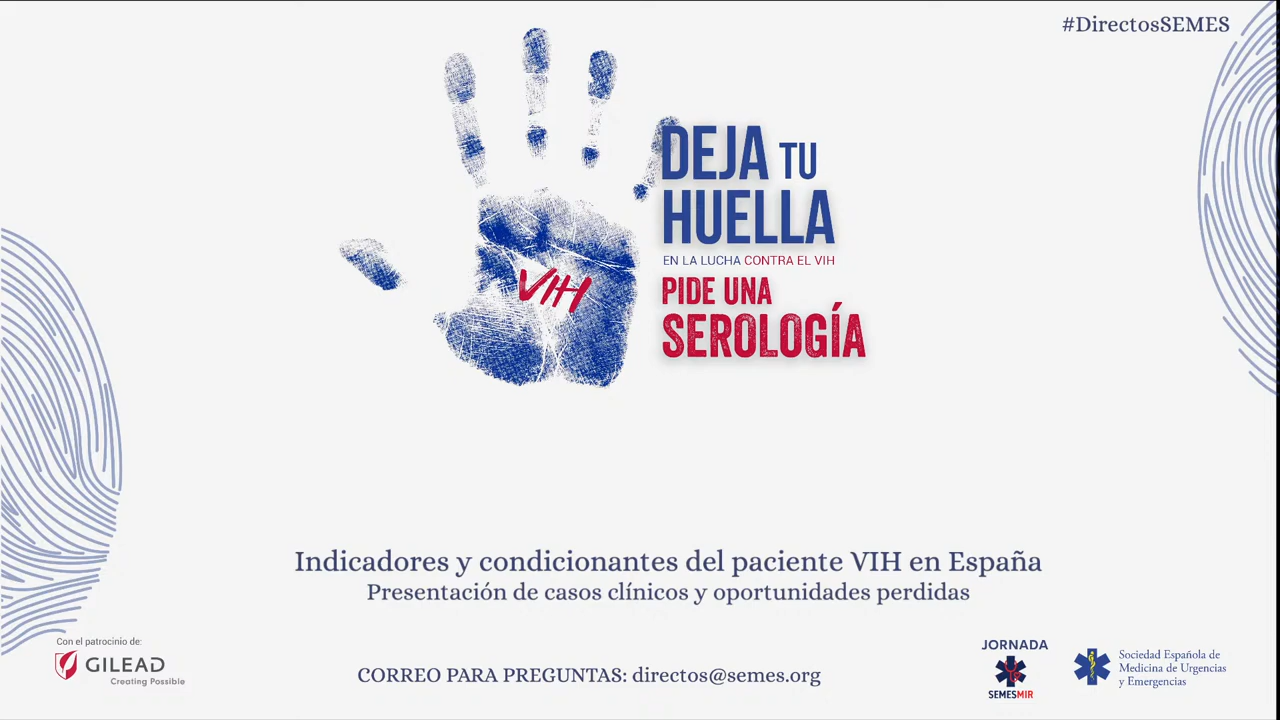 #DirectosSEMES
DEJA TU
HUELLA
EN LA LUCHA CONTRA EL VIH
PIDE UNA
SEROLOGÍA
VIH
Indicadores y condicionantes del paciente VIH en España
Presentación de casos clínicos y oportunidades perdidas
Con el patrocinio de:
GILEAD
Creating Possible
CORREO PARA PREGUNTAS: directos@semes.org
JORNADA
SEMESMIR
Sociedad Española de
Medicina de Urgencias
y Emergencias